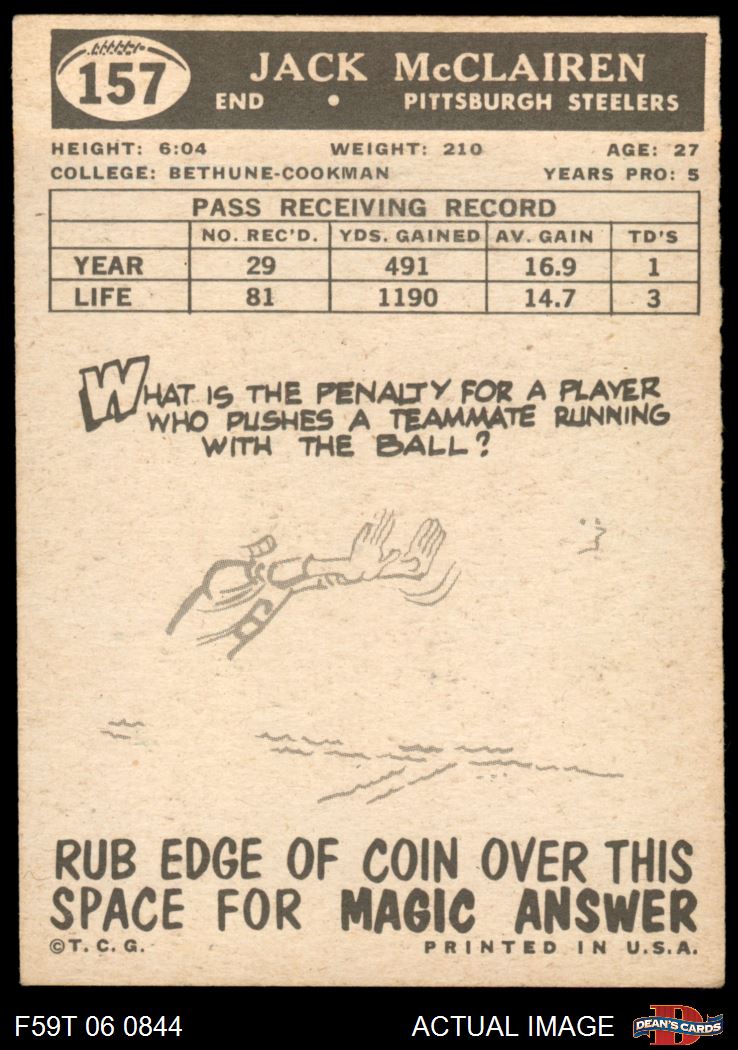 157
JACK McCLAIREN
END • PITTSBURGH STEELERS
HEIGHT: 6:04 WEIGHT: 210 AGE: 27
COLLEGE: BETHUNE-COOKMAN YEARS PRO: 5
PASS RECEIVING RECORD
NO. REC'D. YDS. GAINED AV. GAIN TD'S
YEAR 29 491 16.9 1
LIFE 81 1190 14.7 3
WHAT IS THE PENALTY FOR A PLAYER
WHO PUSHES A TEAMMATE RUNNING
WITH THE BALL?
RUB EDGE OF COIN OVER THIS
SPACE FOR MAGIC ANSWER
©T. C. G. PRINTED IN U.S.A.
F59T 06 0844 ACTUAL IMAGE DEAN'S CARDS